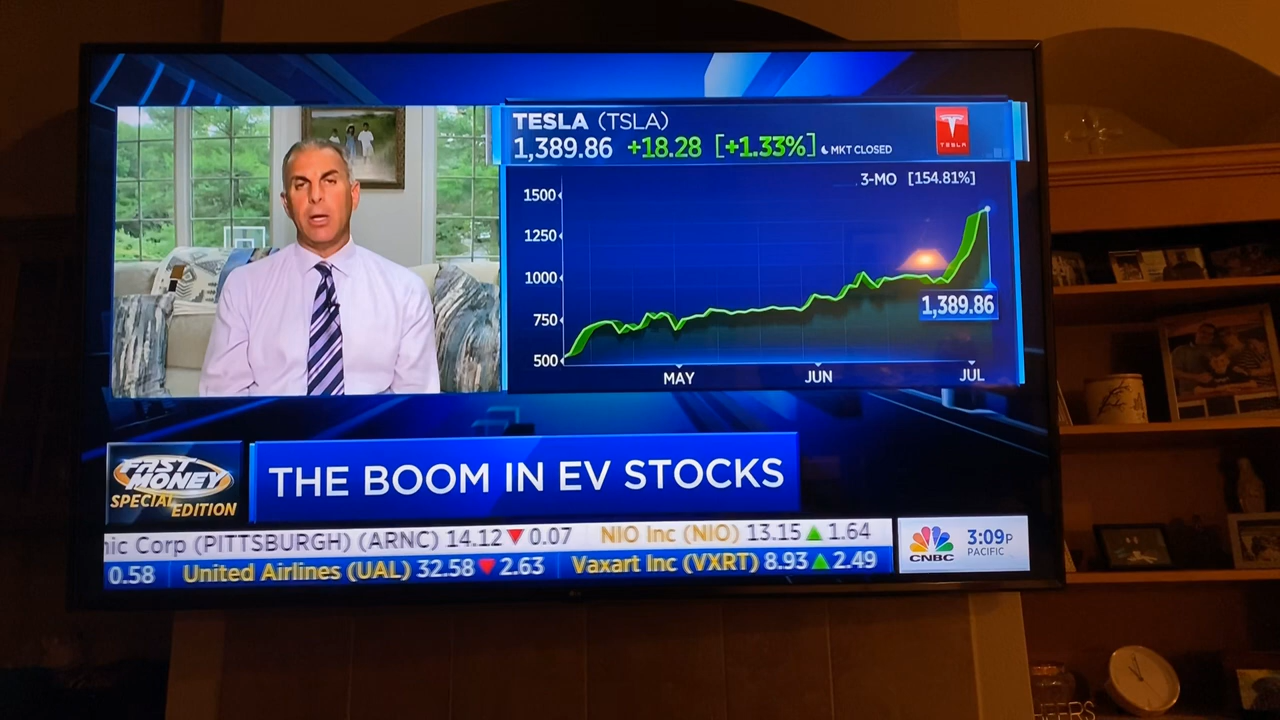 TESLA (TSLA)
1,389.86 +18.28 [+1.33%] MKT CLOSED
TESLA
3-MO [154.81%]
1500
1250
1000
750
500
1,389.86
MAY JUN JUL
FAST
MONEY
SPECIAL
EDITION
THE BOOM IN EV STOCKS
nic Corp (PITTSBURGH) (ARNC) 14.12 ▼ 0.07 NIO Inc (NIO) 13.15 ▲ 1.64
0.58 United Airlines (UAL) 32.58 ▼ 2.63 Vaxart Inc (VXRT) 8.93 ▲ 2.49
CNBC
3:09P
PACIFIC
LG